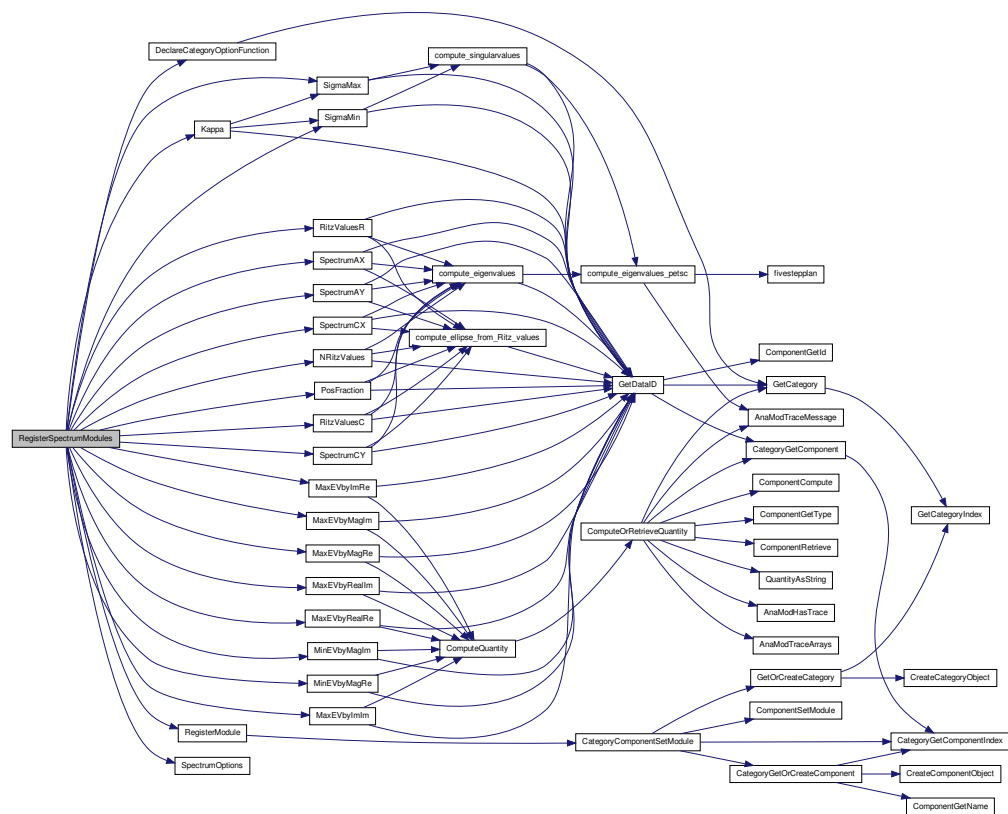 DeclareCategoryOptionFunction
compute_singularvalues
SigmaMax
SigmaMin
Kappa
RitzValuesR
SpectrumAX
compute_eigenvalues
compute_eigenvalues_petsc
fivestepplan
SpectrumAY
SpectrumCX
compute_ellipse_from_Ritz_values
ComponentGetId
NRitzValues
PosFraction
GetDataID
GetCategory
RitzValuesC
AnaModTraceMessage
RegisterSpectrumModules
SpectrumCY
CategoryGetComponent
MaxEVbyImRe
ComponentCompute
MaxEVbyMagIm
ComponentGetType
GetCategoryIndex
ComputeOrRetrieveQuantity
MaxEVbyMagRe
ComponentRetrieve
MaxEVbyRealIm
QuantityAsString
MaxEVbyRealRe
AnaModHasTrace
MinEVbyMagIm
ComputeQuantity
AnaModTraceArrays
MinEVbyMagRe
GetOrCreateCategory
CreateCategoryObject
MaxEVbyImIm
ComponentSetModule
RegisterModule
CategoryComponentSetModule
CategoryGetComponentIndex
SpectrumOptions
CategoryGetOrCreateComponent
CreateComponentObject
ComponentGetName